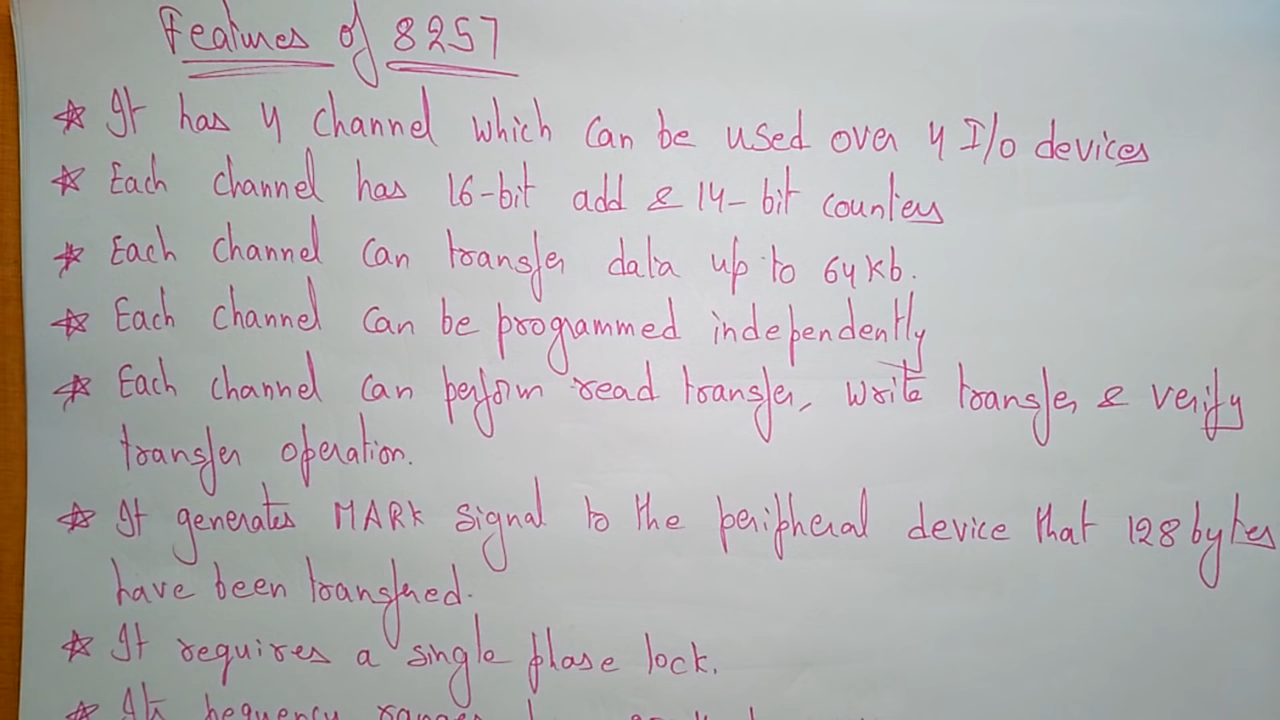 Features of 8257
☆ It has 4 channel which can be used over 4 I/o devices
☆ Each channel has 16-bit add & 14-bit counters
☆ Each channel can transfer data up to 64kb.
☆ Each channel can be programmed independently
☆ Each channel can perform read transfer, write transfer & verify
transfer operation.
☆ It generates MARK signal to the peripheral device that 128 bytes
have been transfered.
☆ It requires a single phase lock.
☆ Its frequency ranges